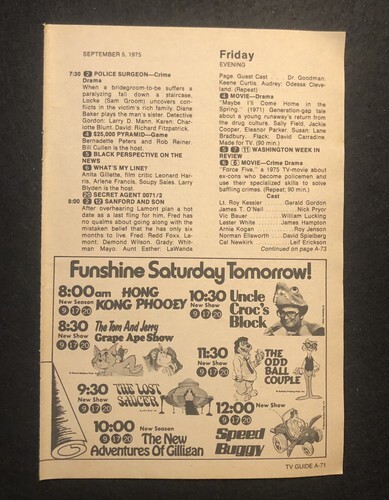 SEPTEMBER 5, 1975
Friday
EVENING
7:30 2 POLICE SURGEON—Crime
Drama
When a bridegroom-to-be suffers a
paralyzing fall down a staircase,
Locke (Sam Groom) uncovers con-
flicts in the victim's rich family. Diane
Baker plays the man's sister. Detective
Gordon: Larry D. Mann. Karen: Char-
lotte Blunt. David: Richard Fitzpatrick.
4 $25,000 PYRAMID—Game
Bernadette Peters and Rob Reiner.
Bill Cullen is the host.
5 BLACK PERSPECTIVE ON THE
NEWS
6 WHAT'S MY LINE?
Anita Gillette, film critic Leonard Har-
ris, Arlene Francis, Soupy Sales. Larry
Blyden is the host.
20 SECRET AGENT
8:00 2 SANFORD AND SON
After overhearing Lamont plan a hot
date as a last fling for him, Fred has
no qualms about going along with the
mistaken belief that he has only six
months to live. Fred: Redd Foxx. La-
mont: Demond Wilson. Grady: Whit-
man Mayo. Aunt Esther: LaWanda
Page. Guest Cast . . . Dr. Goodman:
Keene Curtis. Audrey: Odessa Cleve-
land. (Repeat)
MOVIE—Drama
"Maybe I'll Come Home in the
Spring." (1971) Generation-gap tale
about a young runaway's return from
the drug culture. Sally Field, Jackie
Cooper, Eleanor Parker. Susan: Lane
Bradbury. Flack: David Carradine.
Made for TV. (90 min.)
5 7 11 WASHINGTON WEEK IN
REVIEW
6 MOVIE—Crime Drama
"Force Five," a 1975 TV-movie about
ex-cons who become policemen and
use their specialized skills to battle
muffling crimes. (Repeat; 90 min.)
Cast
Lt. Roy Kessler Gerald Gordon
James T. O'Neil Nick Pryor
Vic Bauer William Lucking
Lester White James Hampton
Arnie Kogan Roy Jenson
Norman Ellsworth David Spielberg
Cal Newkirk Leif Erickson
Continued on page A-73
Funshine Saturday Tomorrow!
8:00 am HONG
KONG PHOOEY
New Season
9 17 20
8:30 The Tom And Jerry
Grape Ape Show
New Show
9 17 20
9:30 THE LOST
SAUCER
New Show
9 17 20
10:00 New Season
The New
Adventures Of Gilligan
9 17 20
10:30 Uncle
Croc's
Block
New Show
9 17 20
11:30 THE
ODD
BALL
COUPLE
New Show
9 17 20
12:00 New Show
Speed
Buggy
9 17 20
TV GUIDE A-71